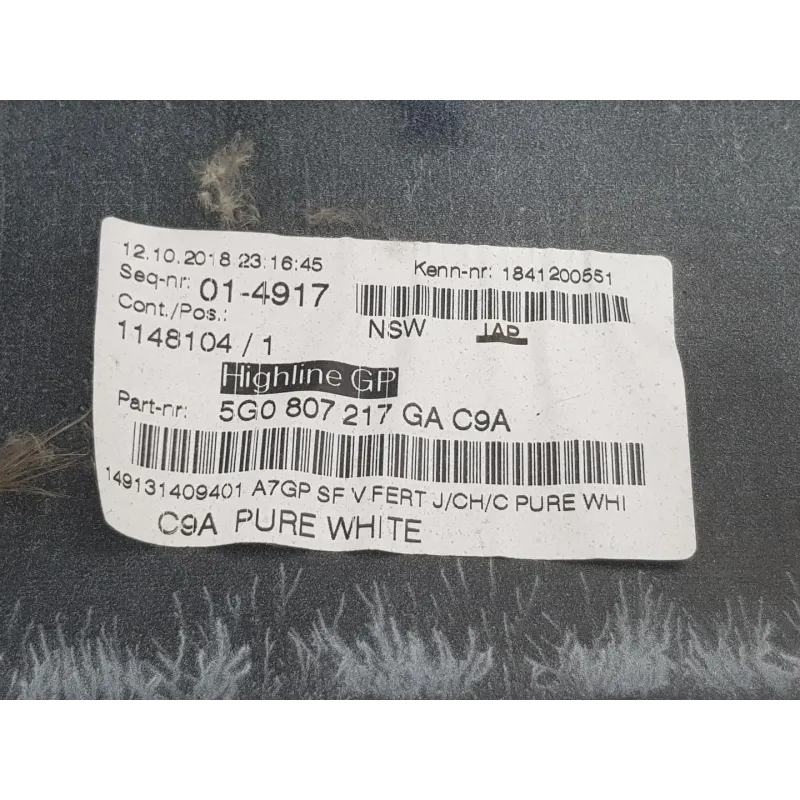 12.10.2018 23:16:45
Kenn-nr: 1841200551
Seq-nr: 01-4917
Cont./Pos.:
NSW JAP
1148104 / 1
Highline GP
Part-nr: 5G0 807 217 GA C9A
149131409401 A7GP SF V FERT J/CH/C PURE WHI
C9A PURE WHITE